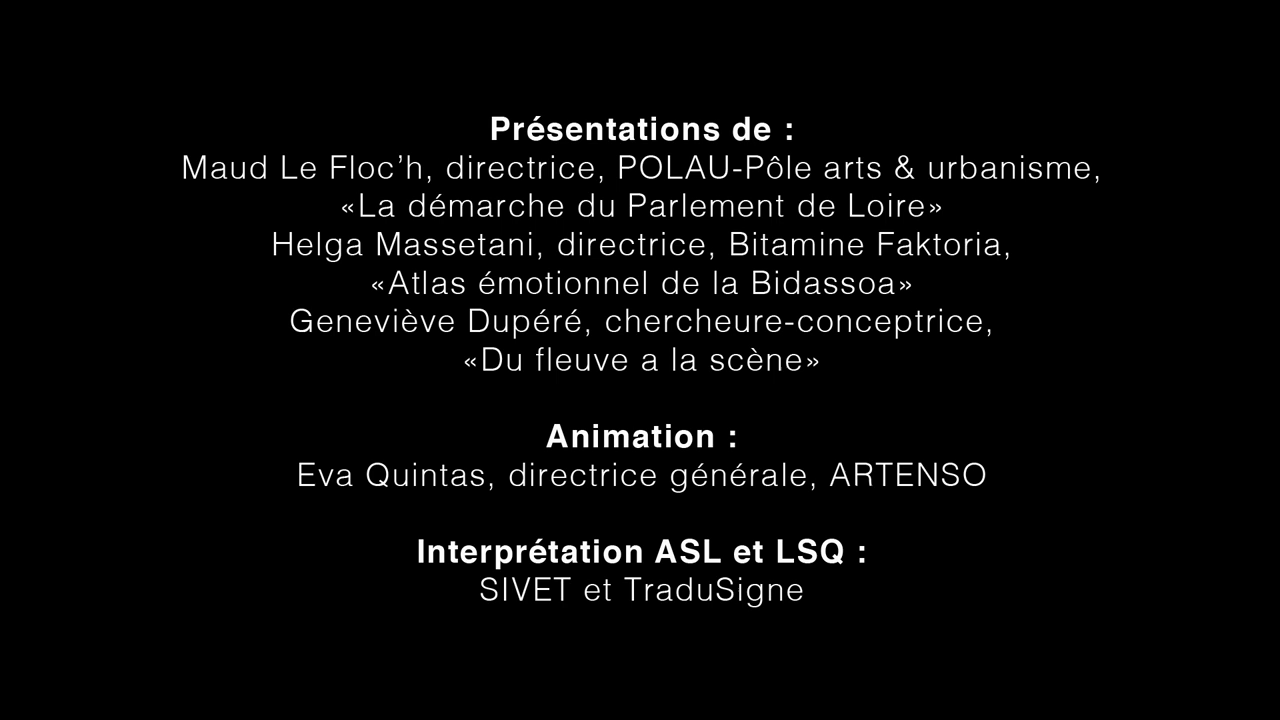 Présentations de :
Maud Le Floc’h, directrice, POLAU-Pôle arts & urbanisme,
«La démarche du Parlement de Loire»
Helga Massetani, directrice, Bitamine Faktoria,
«Atlas émotionnel de la Bidassoa»
Geneviève Dupéré, chercheure-conceptrice,
«Du fleuve a la scène»
Animation :
Eva Quintas, directrice générale, ARTENSO
Interprétation ASL et LSQ :
SIVET et TraduSigne